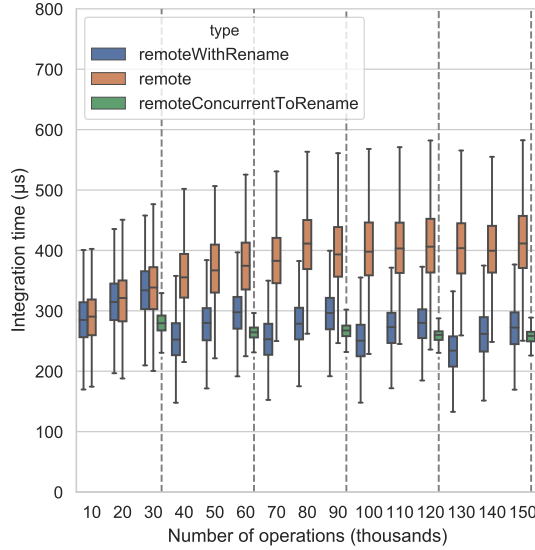 800
700
600
500
400
300
200
100
0
Integration time (μs)
type
remoteWithRename
remote
remoteConcurrentToRename
10 20 30 40 50 60 70 80 90 100 110 120 130 140 150
Number of operations (thousands)